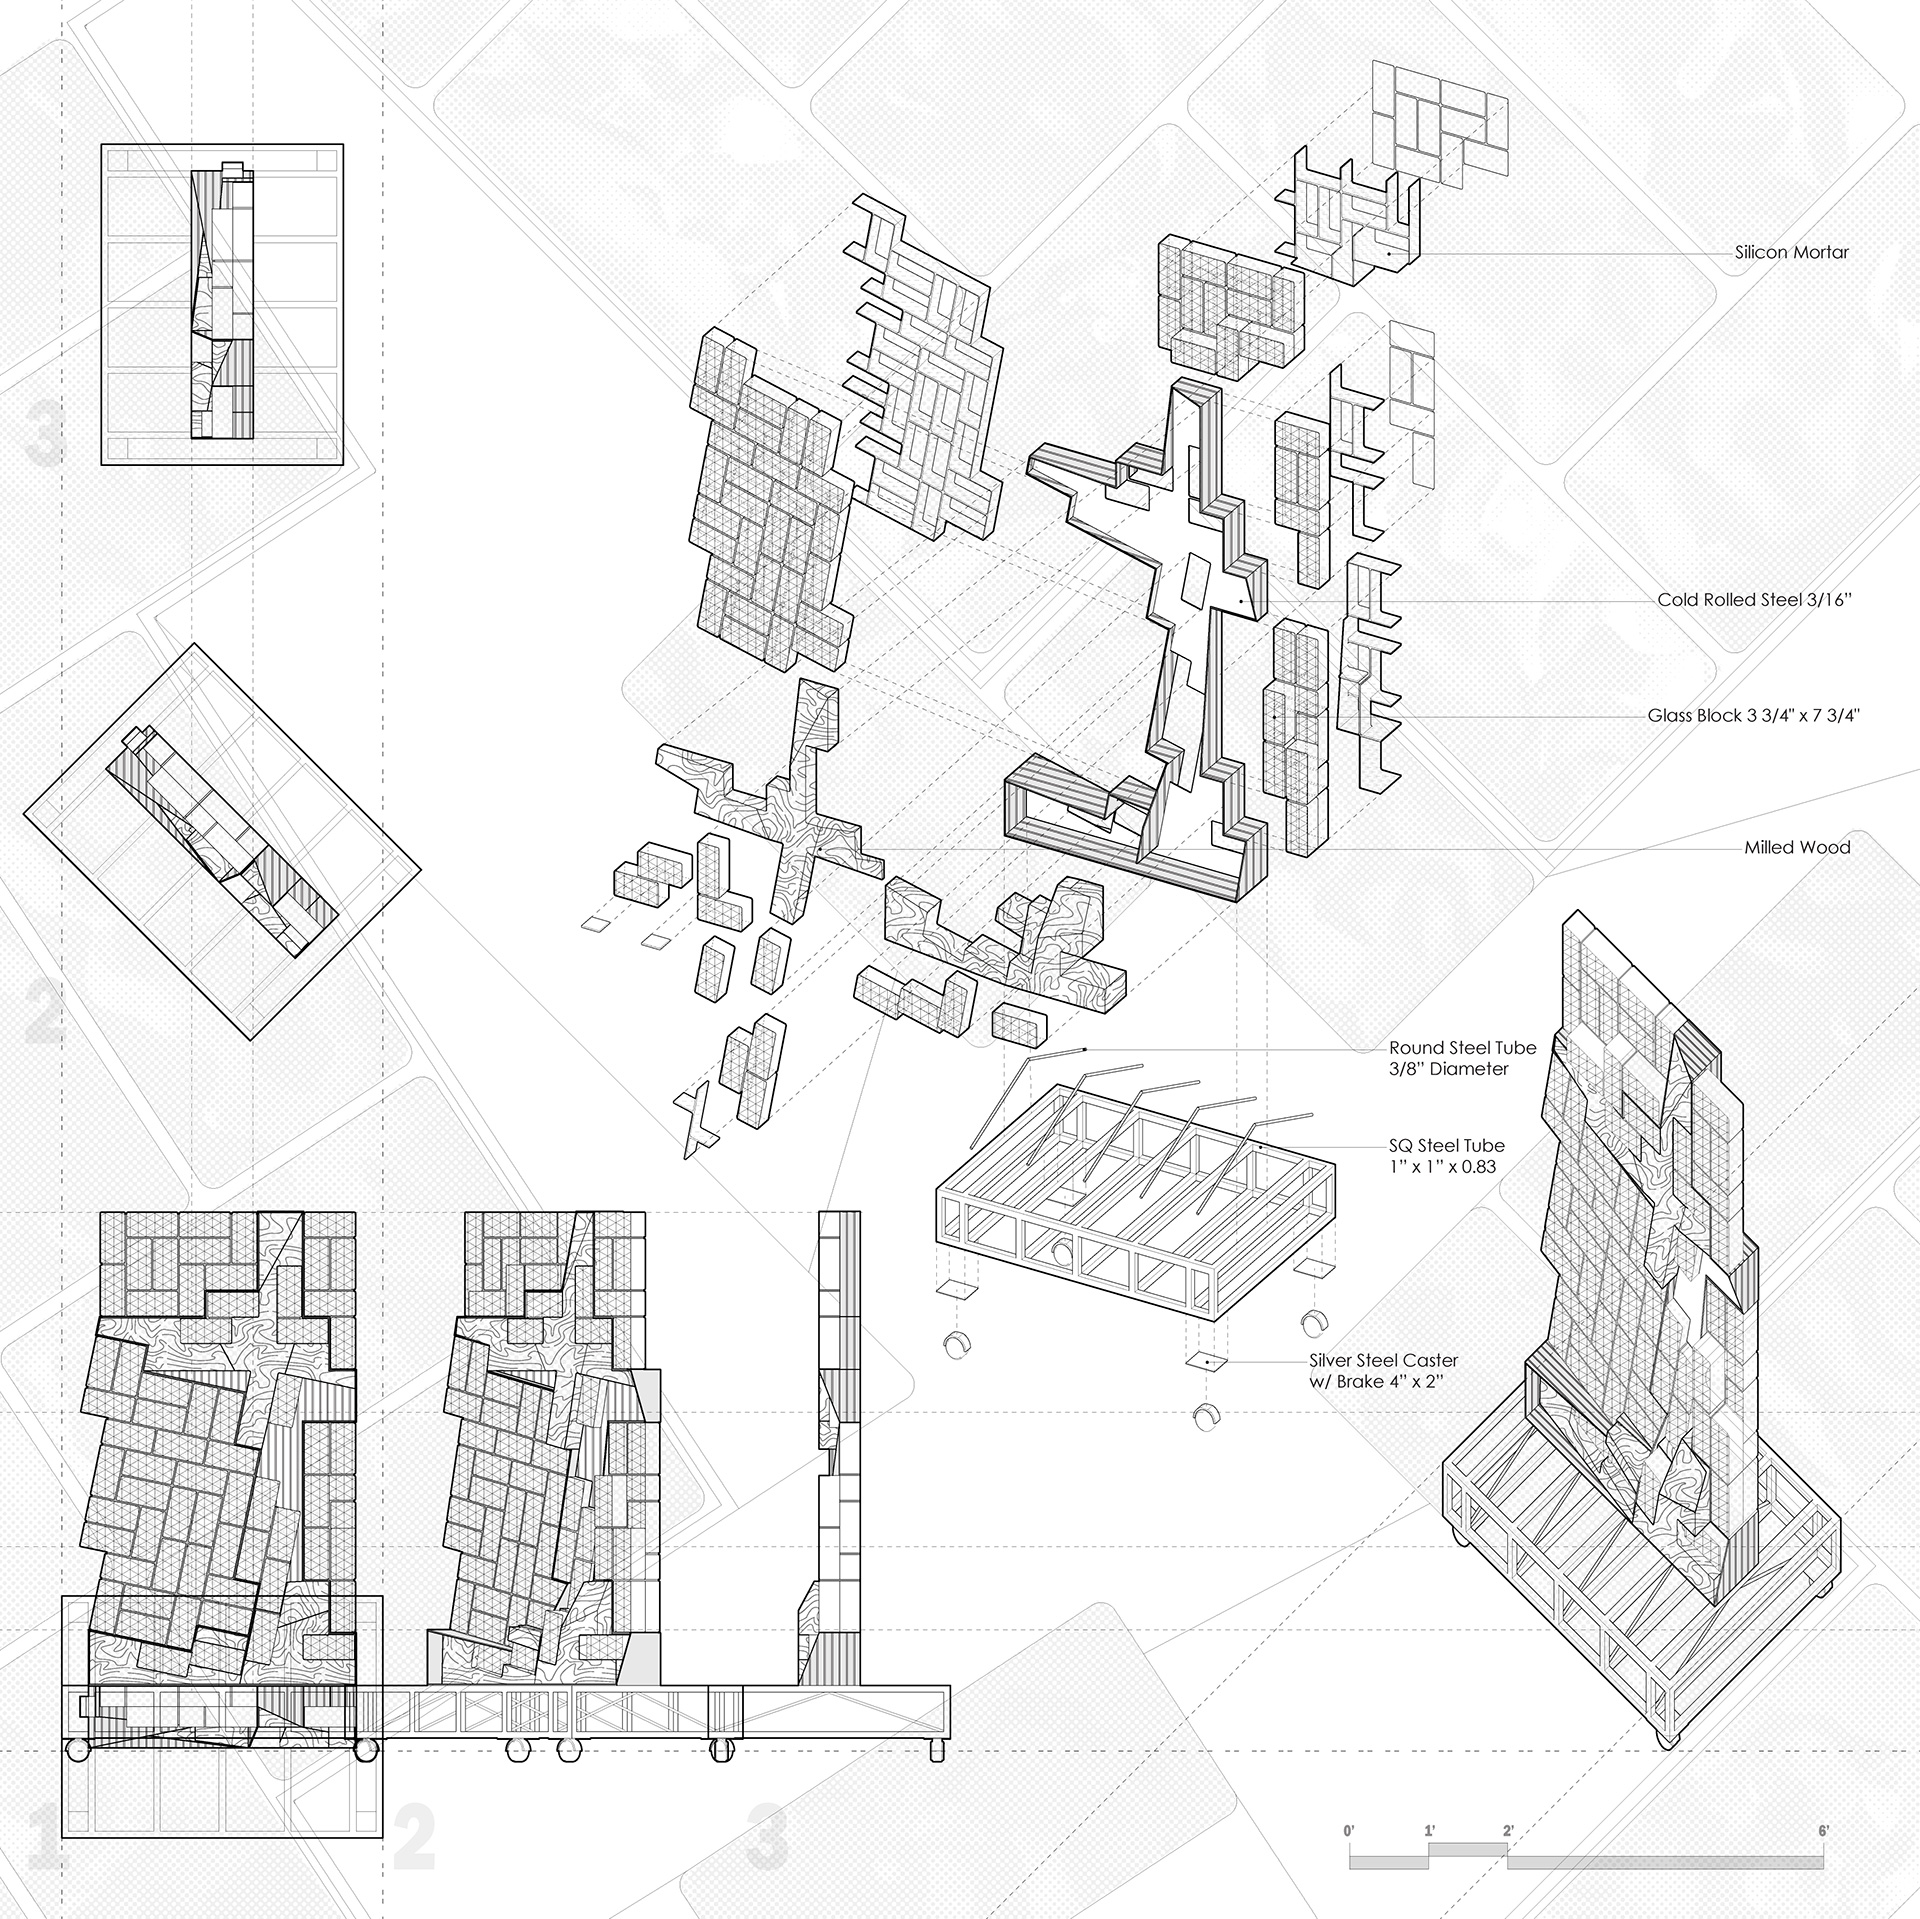 Silicon Mortar
3
Cold Rolled Steel 3/16”
Glass Block 3 3/4" x 7 3/4"
Milled Wood
2
Round Steel Tube
3/8” Diameter
SQ Steel Tube
1” x 1” x 0.83
Silver Steel Caster
w/ Brake 4” x 2”
1
2
3
0' 1' 2' 6'